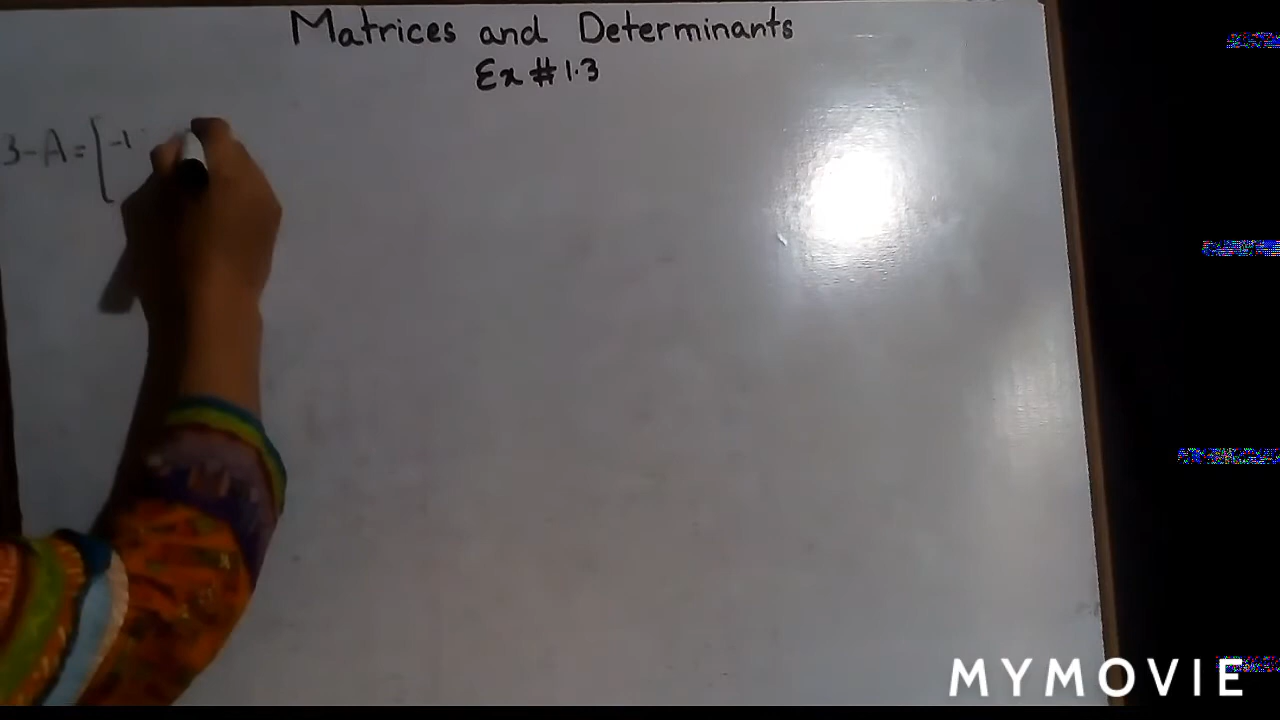 Matrices and Determinants
Ex # 1.3
3- A = [ -1
MYMOVIE